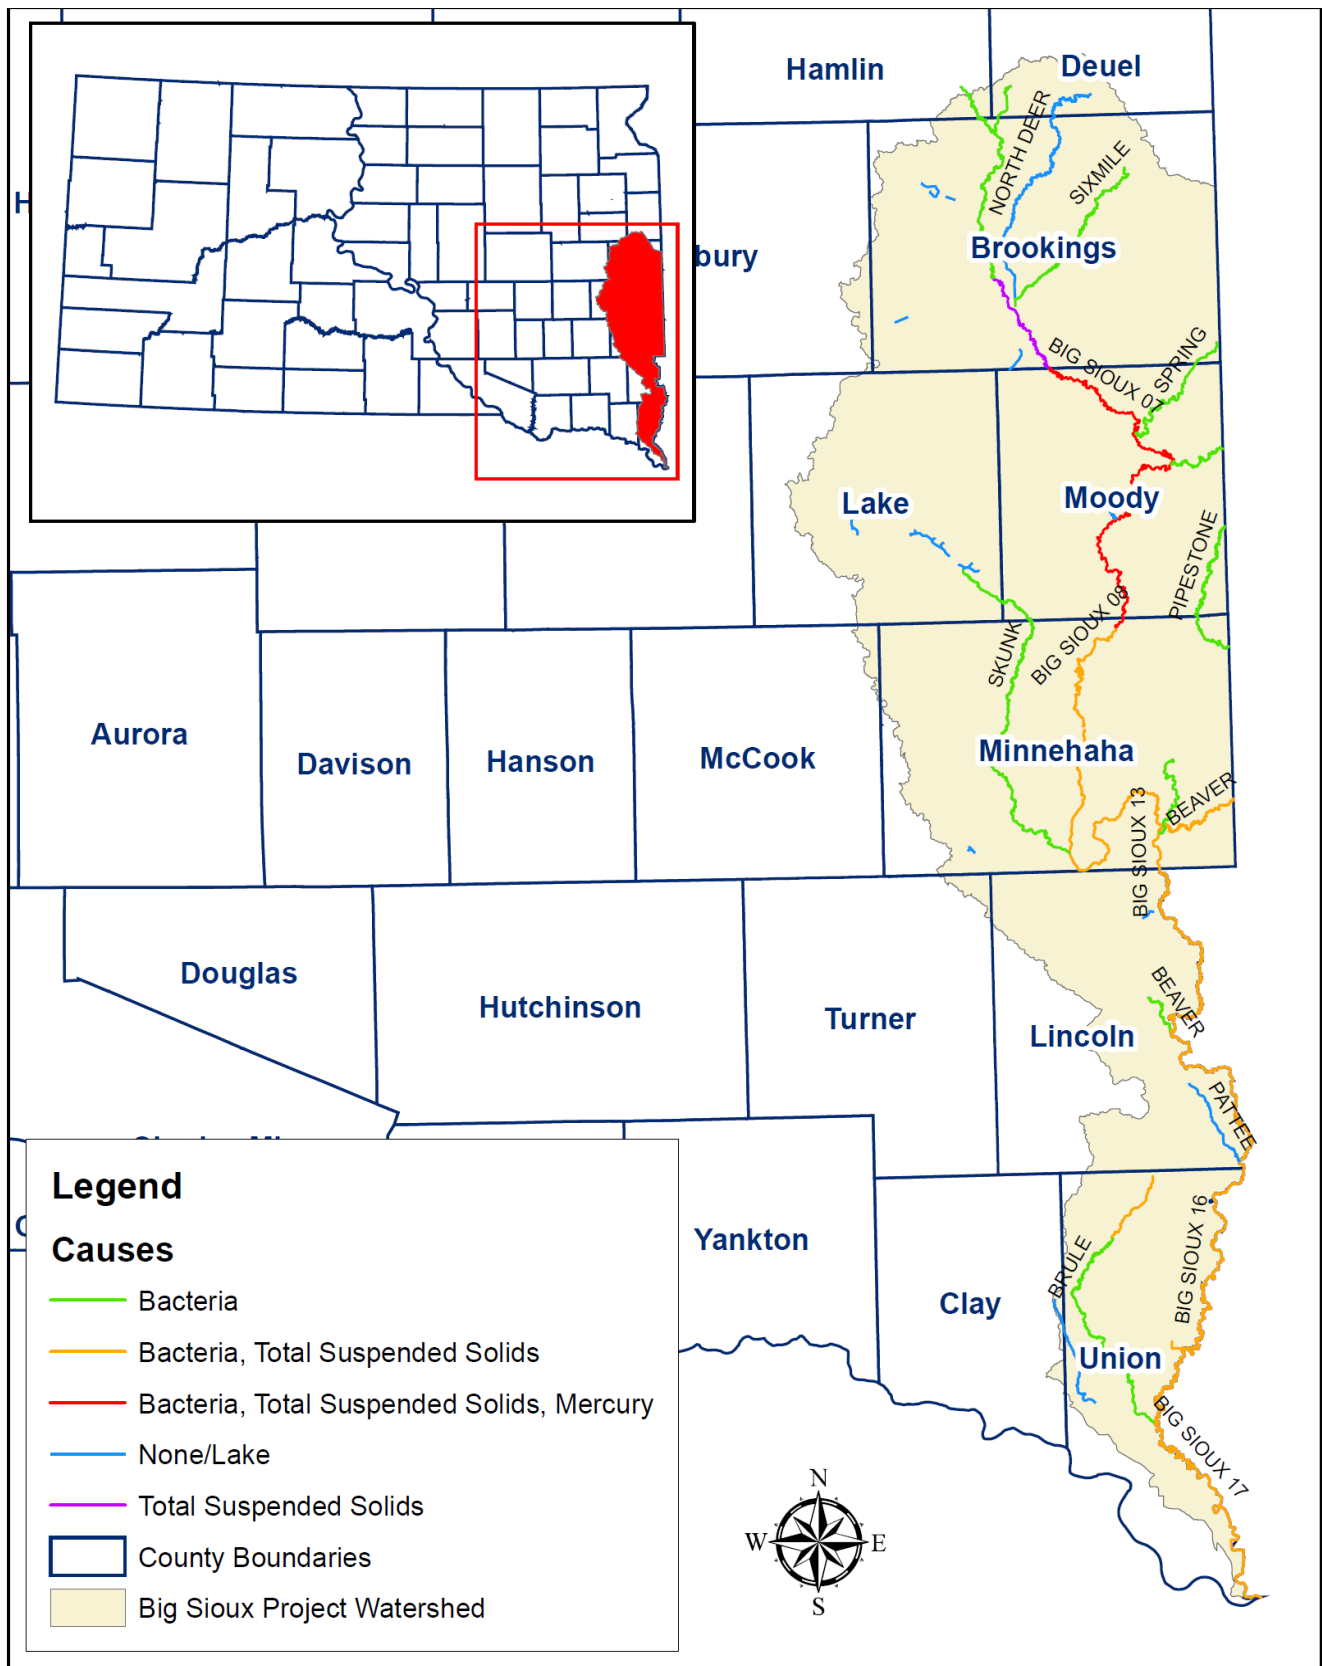 Hamlin
Deuel
H
NORTH DEER
SIXMILE
bury
Brookings
BIG SIOUX 07
SPRING
Lake
Moody
PIPESTONE
BIG SIOUX 08
SKUNK
Aurora
Davison
Hanson
McCook
Minnehaha
BIG SIOUX 13
BEAVER
Douglas
Hutchinson
Turner
Lincoln
BEAVER
PATTEE
Yankton
Clay
BRULE
BIG SIOUX 16
Union
BIG SIOUX 17
Legend
Causes
Bacteria
Bacteria, Total Suspended Solids
Bacteria, Total Suspended Solids, Mercury
None/Lake
Total Suspended Solids
County Boundaries
Big Sioux Project Watershed
N
W
E
S